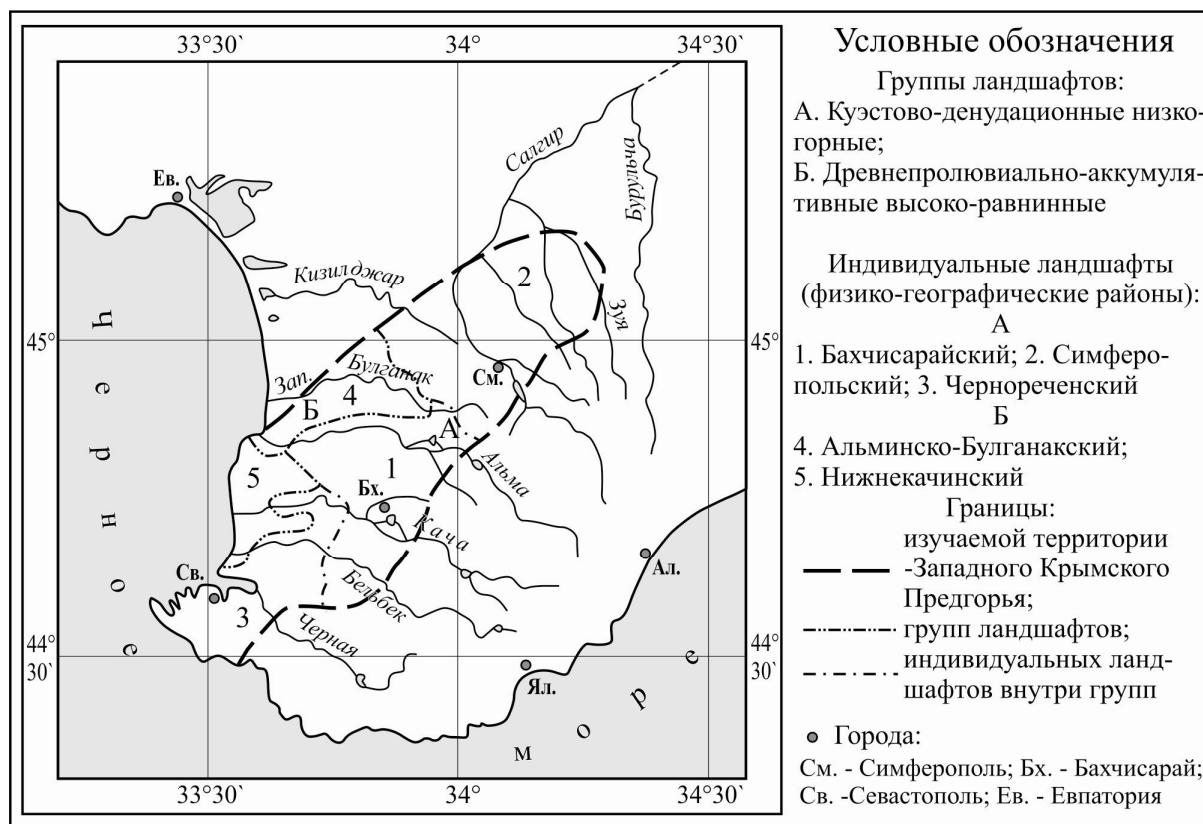 33°30` 34° 34°30`
Ев.
Салгир
Бурульча
Кизилджар
2
Зуя
45° 45°
Зап. Булганак
См.
Б 4
А
5 1
Альма
Бх.
Кача
Ал.
Св.
Бельбек
3
Черная
44°30` 44°30`
Ял.
Черное
море
33°30` 34° 34°30`
Условные обозначения
Группы ландшафтов:
А. Куэстово-денудационные низко-
горные;
Б. Древнепролювиально-аккумуля-
тивные высоко-равнинные
Индивидуальные ландшафты
(физико-географические районы):
А
1. Бахчисарайский; 2. Симферо-
польский; 3. Чернореченский
Б
4. Альминско-Булганакский;
5. Нижнекачинский
Границы:
изучаемой территории
-Западного Крымского
Предгорья;
групп ландшафтов;
индивидуальных ланд-
шафтов внутри групп
Города:
См. - Симферополь; Бх. - Бахчисарай;
Св. -Севастополь; Ев. - Евпатория